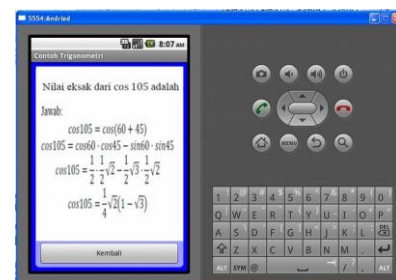 5554:Andried
8:07 AM
Contoh Trigonometri
Nilai eksak dari cos 105 adalah
Jawab:
cos105 = cos(60 + 45)
cos105 = cos60 · cos45 − sin60 · sin45
cos105 = 1/2 · 1/2 √2 − 1/2 √3 · 1/2 √2
cos105 = 1/4 √2(1 − √3)
Kembali
MENU
1 2 3 4 5 6 7 8 9 0
Q W E R T Y U I O P
A S D F G H J K L DEL
Z X C V B N M .
ALT SYM @ , ALT